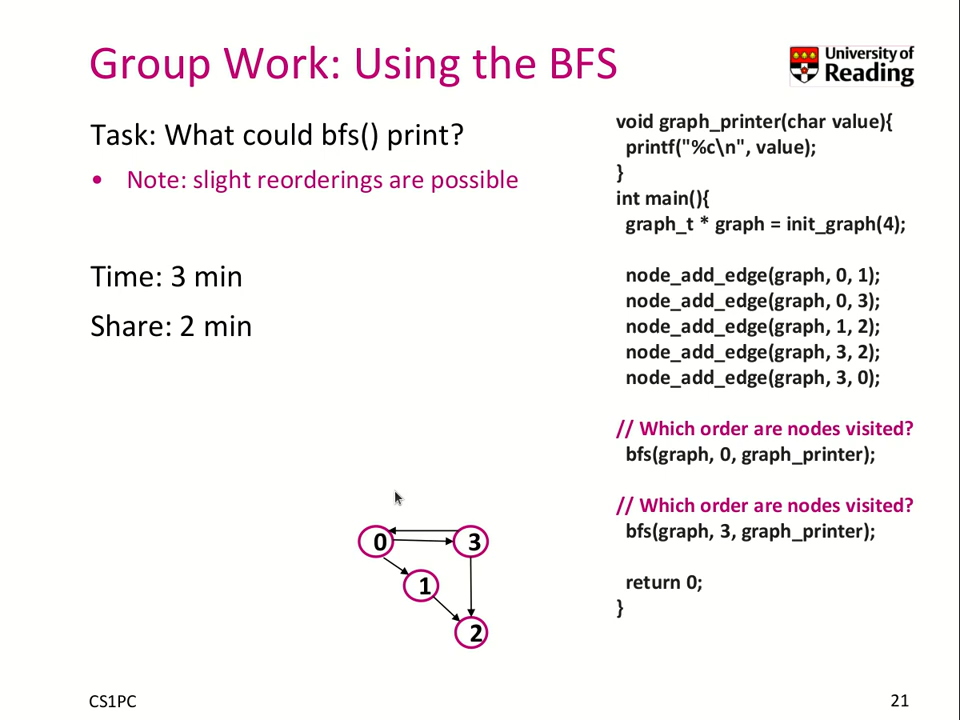 Group Work: Using the BFS
University of
Reading
Task: What could bfs() print?
• Note: slight reorderings are possible
Time: 3 min
Share: 2 min
void graph_printer(char value){
printf("%c\n", value);
}
int main(){
graph_t * graph = init_graph(4);
node_add_edge(graph, 0, 1);
node_add_edge(graph, 0, 3);
node_add_edge(graph, 1, 2);
node_add_edge(graph, 3, 2);
node_add_edge(graph, 3, 0);
// Which order are nodes visited?
bfs(graph, 0, graph_printer);
// Which order are nodes visited?
bfs(graph, 3, graph_printer);
return 0;
}
0 3
1
2
CS1PC
21